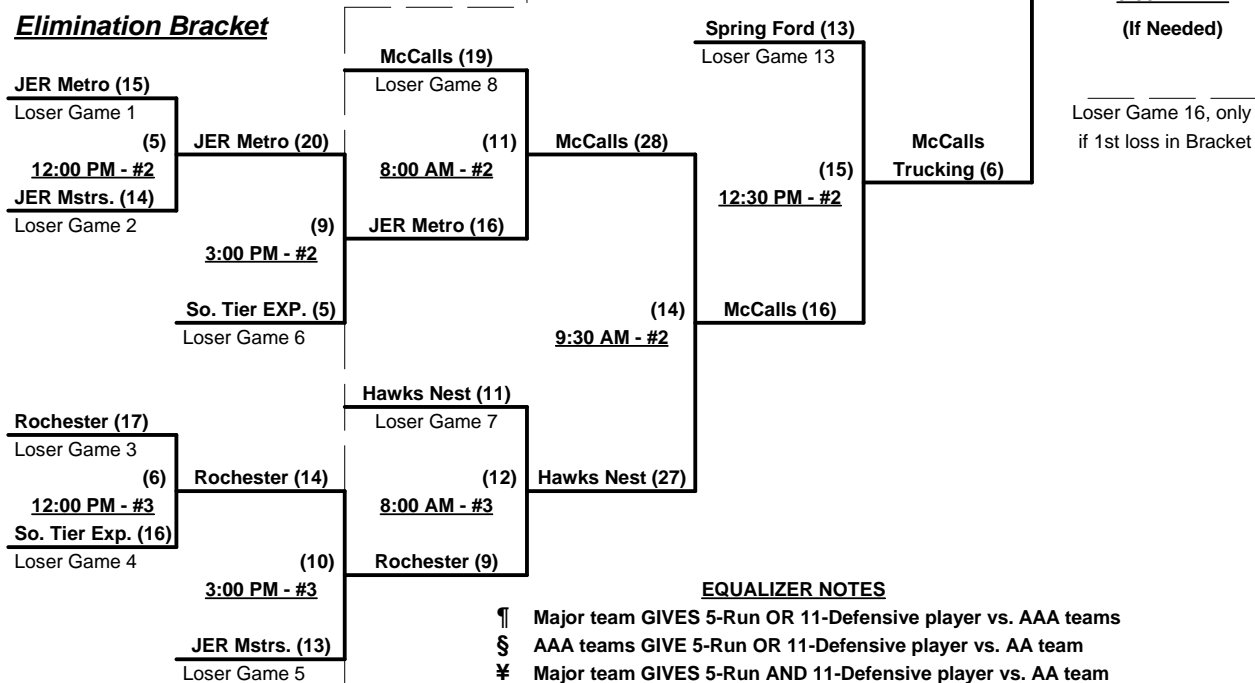 Elimination Bracket
Spring Ford (13)
(If Needed)
McCalls (19)
Loser Game 13
JER Metro (15)
Loser Game 8
Loser Game 1
Loser Game 16, only
(5)
JER Metro (20)
(11)
McCalls (28)
McCalls
if 1st loss in Bracket
12:00 PM - #2
8:00 AM - #2
(15)
Trucking (6)
JER Mstrs. (14)
12:30 PM - #2
Loser Game 2
(9)
JER Metro (16)
3:00 PM - #2
So. Tier EXP. (5)
(14)
McCalls (16)
Loser Game 6
9:30 AM - #2
Hawks Nest (11)
Rochester (17)
Loser Game 7
Loser Game 3
(6)
Rochester (14)
(12)
Hawks Nest (27)
12:00 PM - #3
8:00 AM - #3
So. Tier Exp. (16)
Loser Game 4
(10)
Rochester (9)
3:00 PM - #3
EQUALIZER NOTES
¶ Major team GIVES 5-Run OR 11-Defensive player vs. AAA teams
JER Mstrs. (13)
§ AAA teams GIVE 5-Run OR 11-Defensive player vs. AA team
Loser Game 5
¥ Major team GIVES 5-Run AND 11-Defensive player vs. AA team